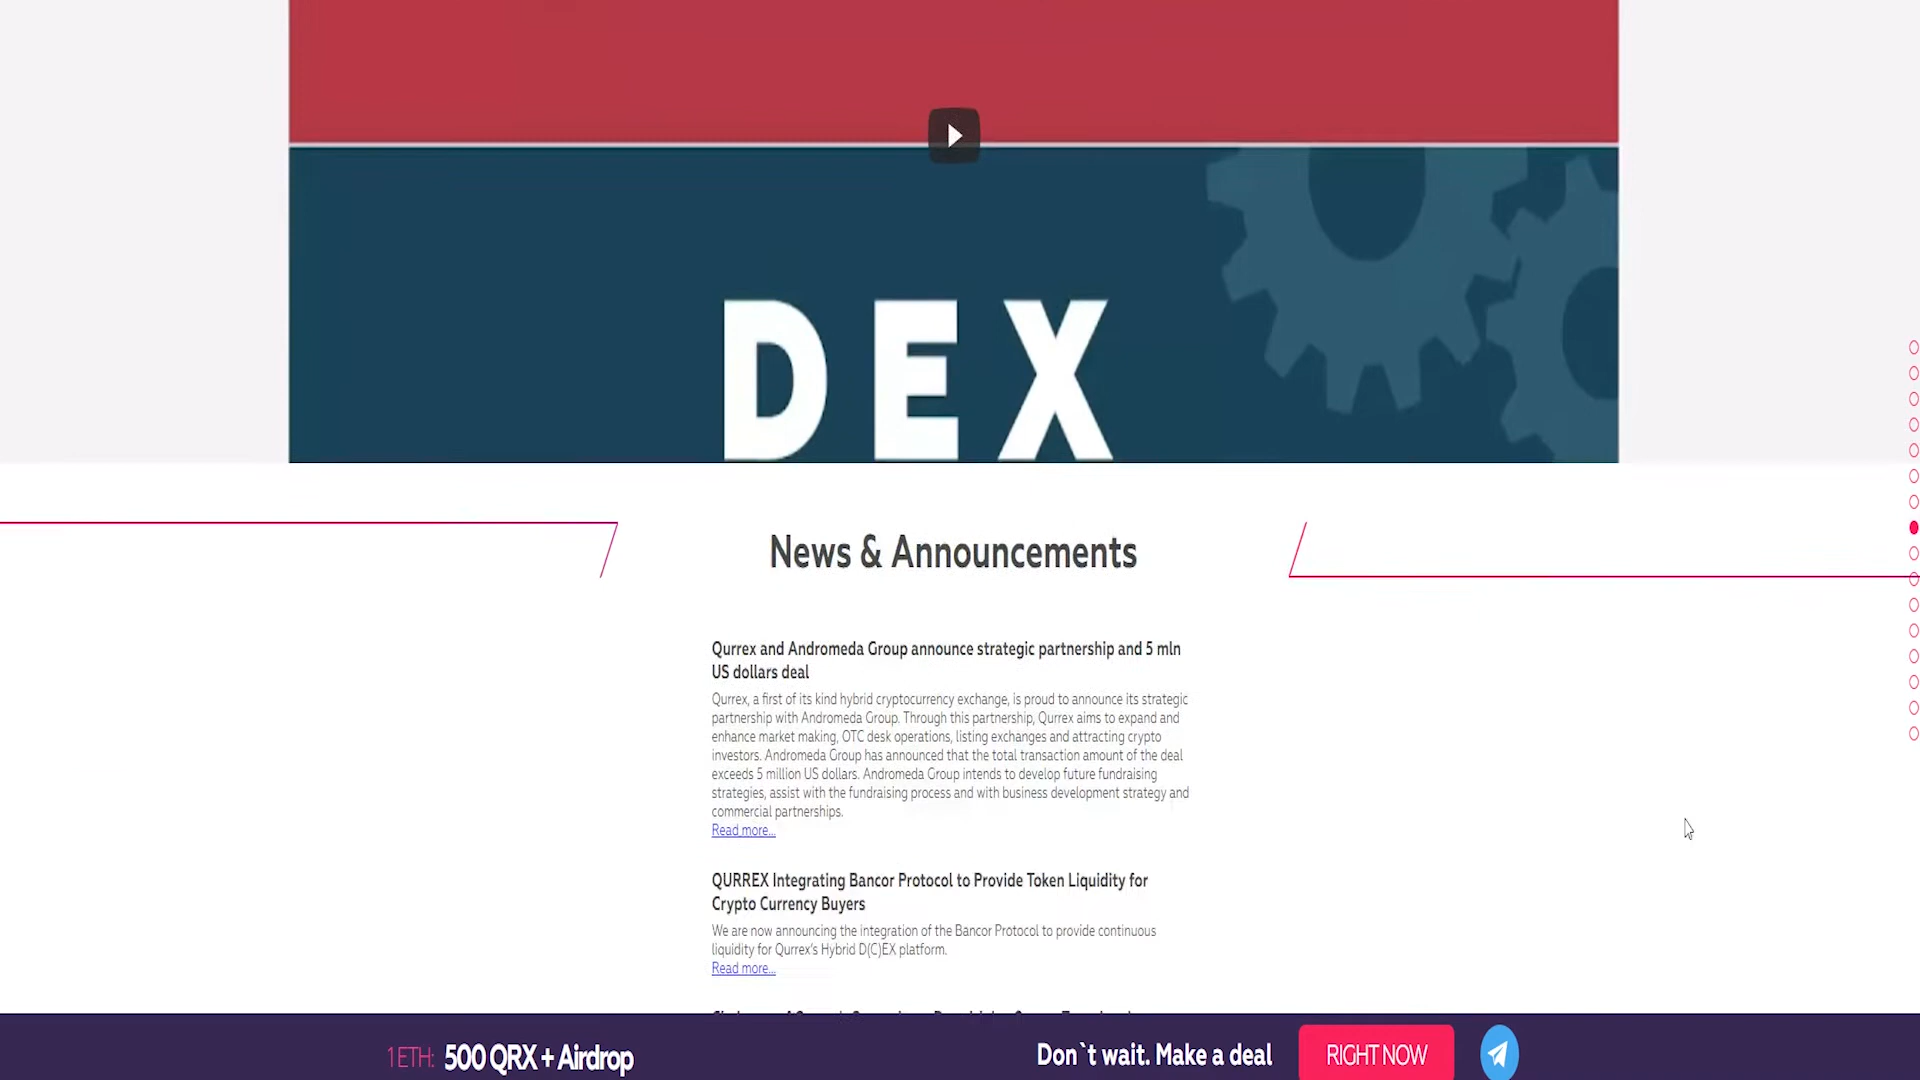 DEX
News & Announcements
Qurrex and Andromeda Group announce strategic partnership and 5 mln
US dollars deal
Qurrex, a first of its kind hybrid cryptocurrency exchange, is proud to announce its strategic
partnership with Andromeda Group. Through this partnership, Qurrex aims to expand and
enhance market making, OTC desk operations, listing exchanges and attracting crypto
investors. Andromeda Group has announced that the total transaction amount of the deal
exceeds 5 million US dollars. Andromeda Group intends to develop future fundraising
strategies, assist with the fundraising process and with business development strategy and
commercial partnerships.
Read more...
QURREX Integrating Bancor Protocol to Provide Token Liquidity for
Crypto Currency Buyers
We are now announcing the integration of the Bancor Protocol to provide continuous
liquidity for Qurrex's Hybrid D(C)EX platform.
Read more...
1 ETH: 500 QRX + Airdrop
Don`t wait. Make a deal
RIGHT NOW